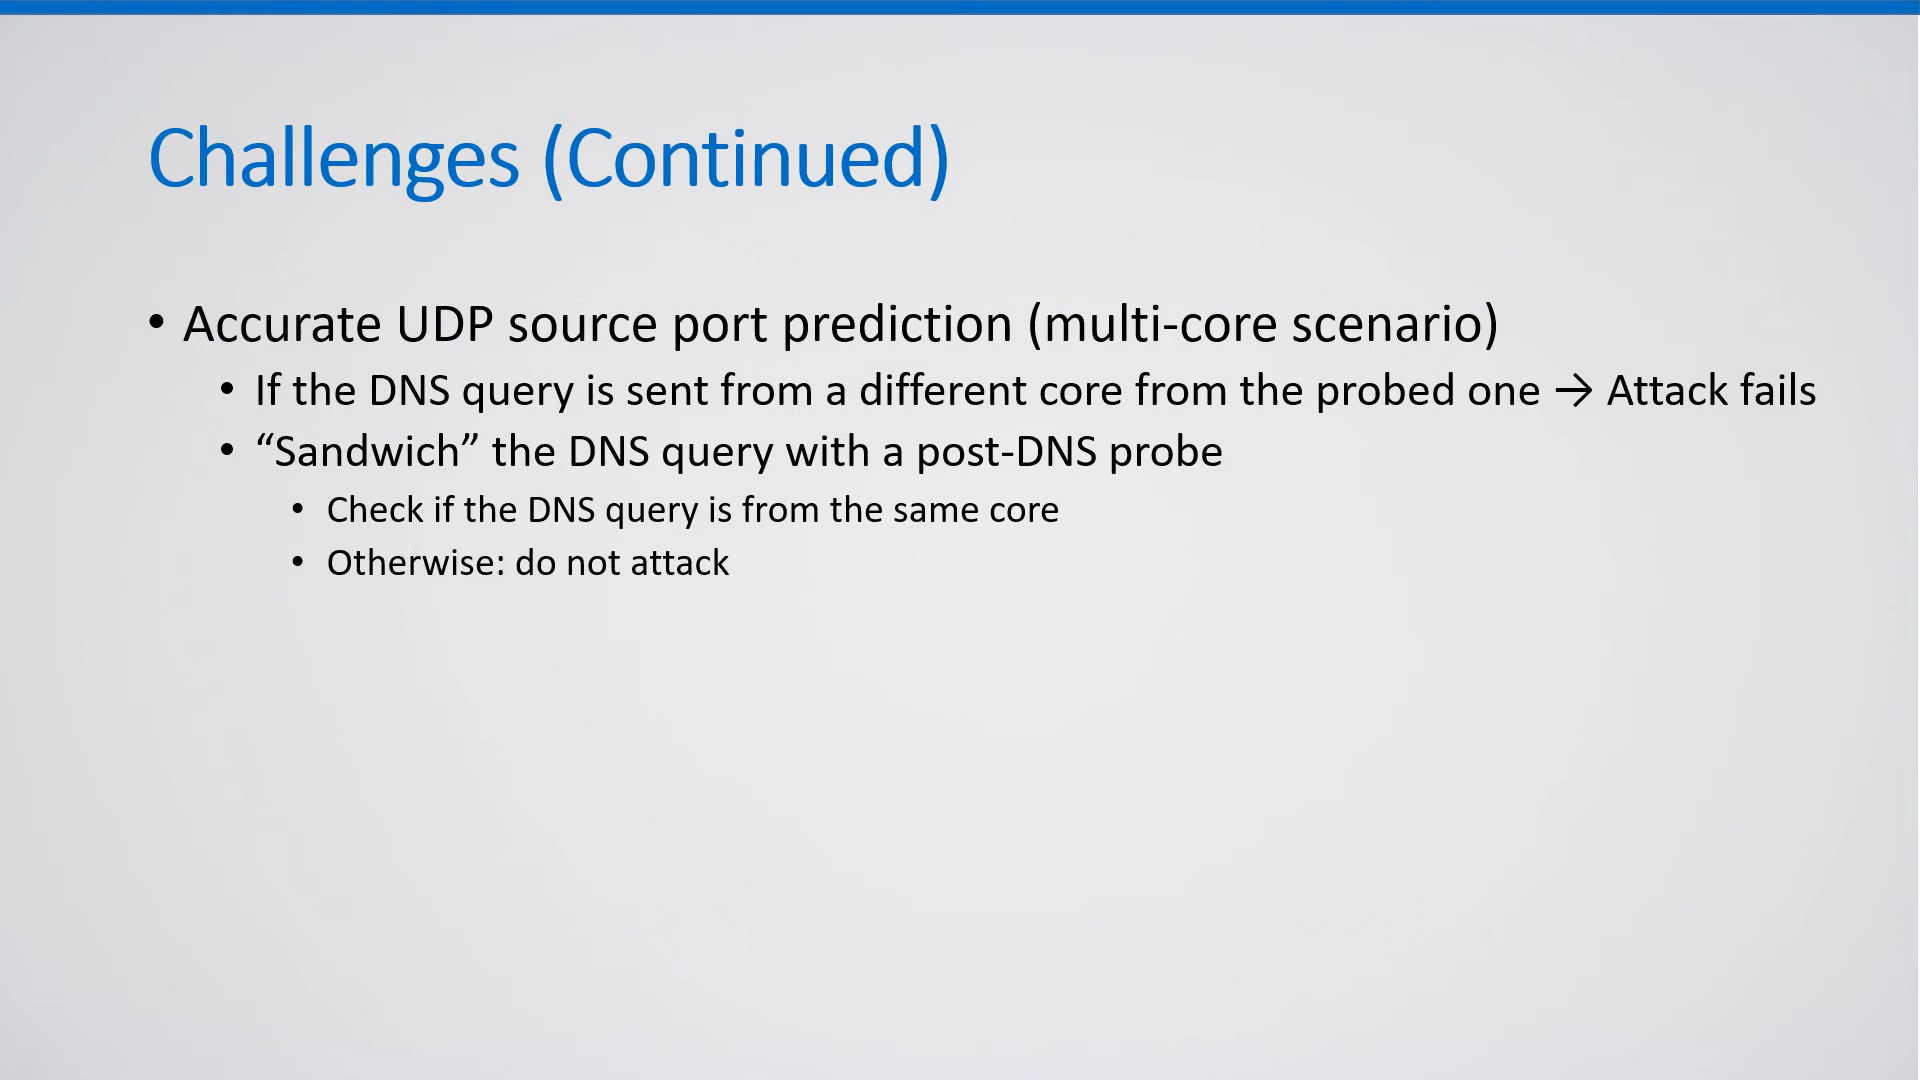 Challenges (Continued)
• Accurate UDP source port prediction (multi-core scenario)
• If the DNS query is sent from a different core from the probed one → Attack fails
• “Sandwich” the DNS query with a post-DNS probe
• Check if the DNS query is from the same core
• Otherwise: do not attack